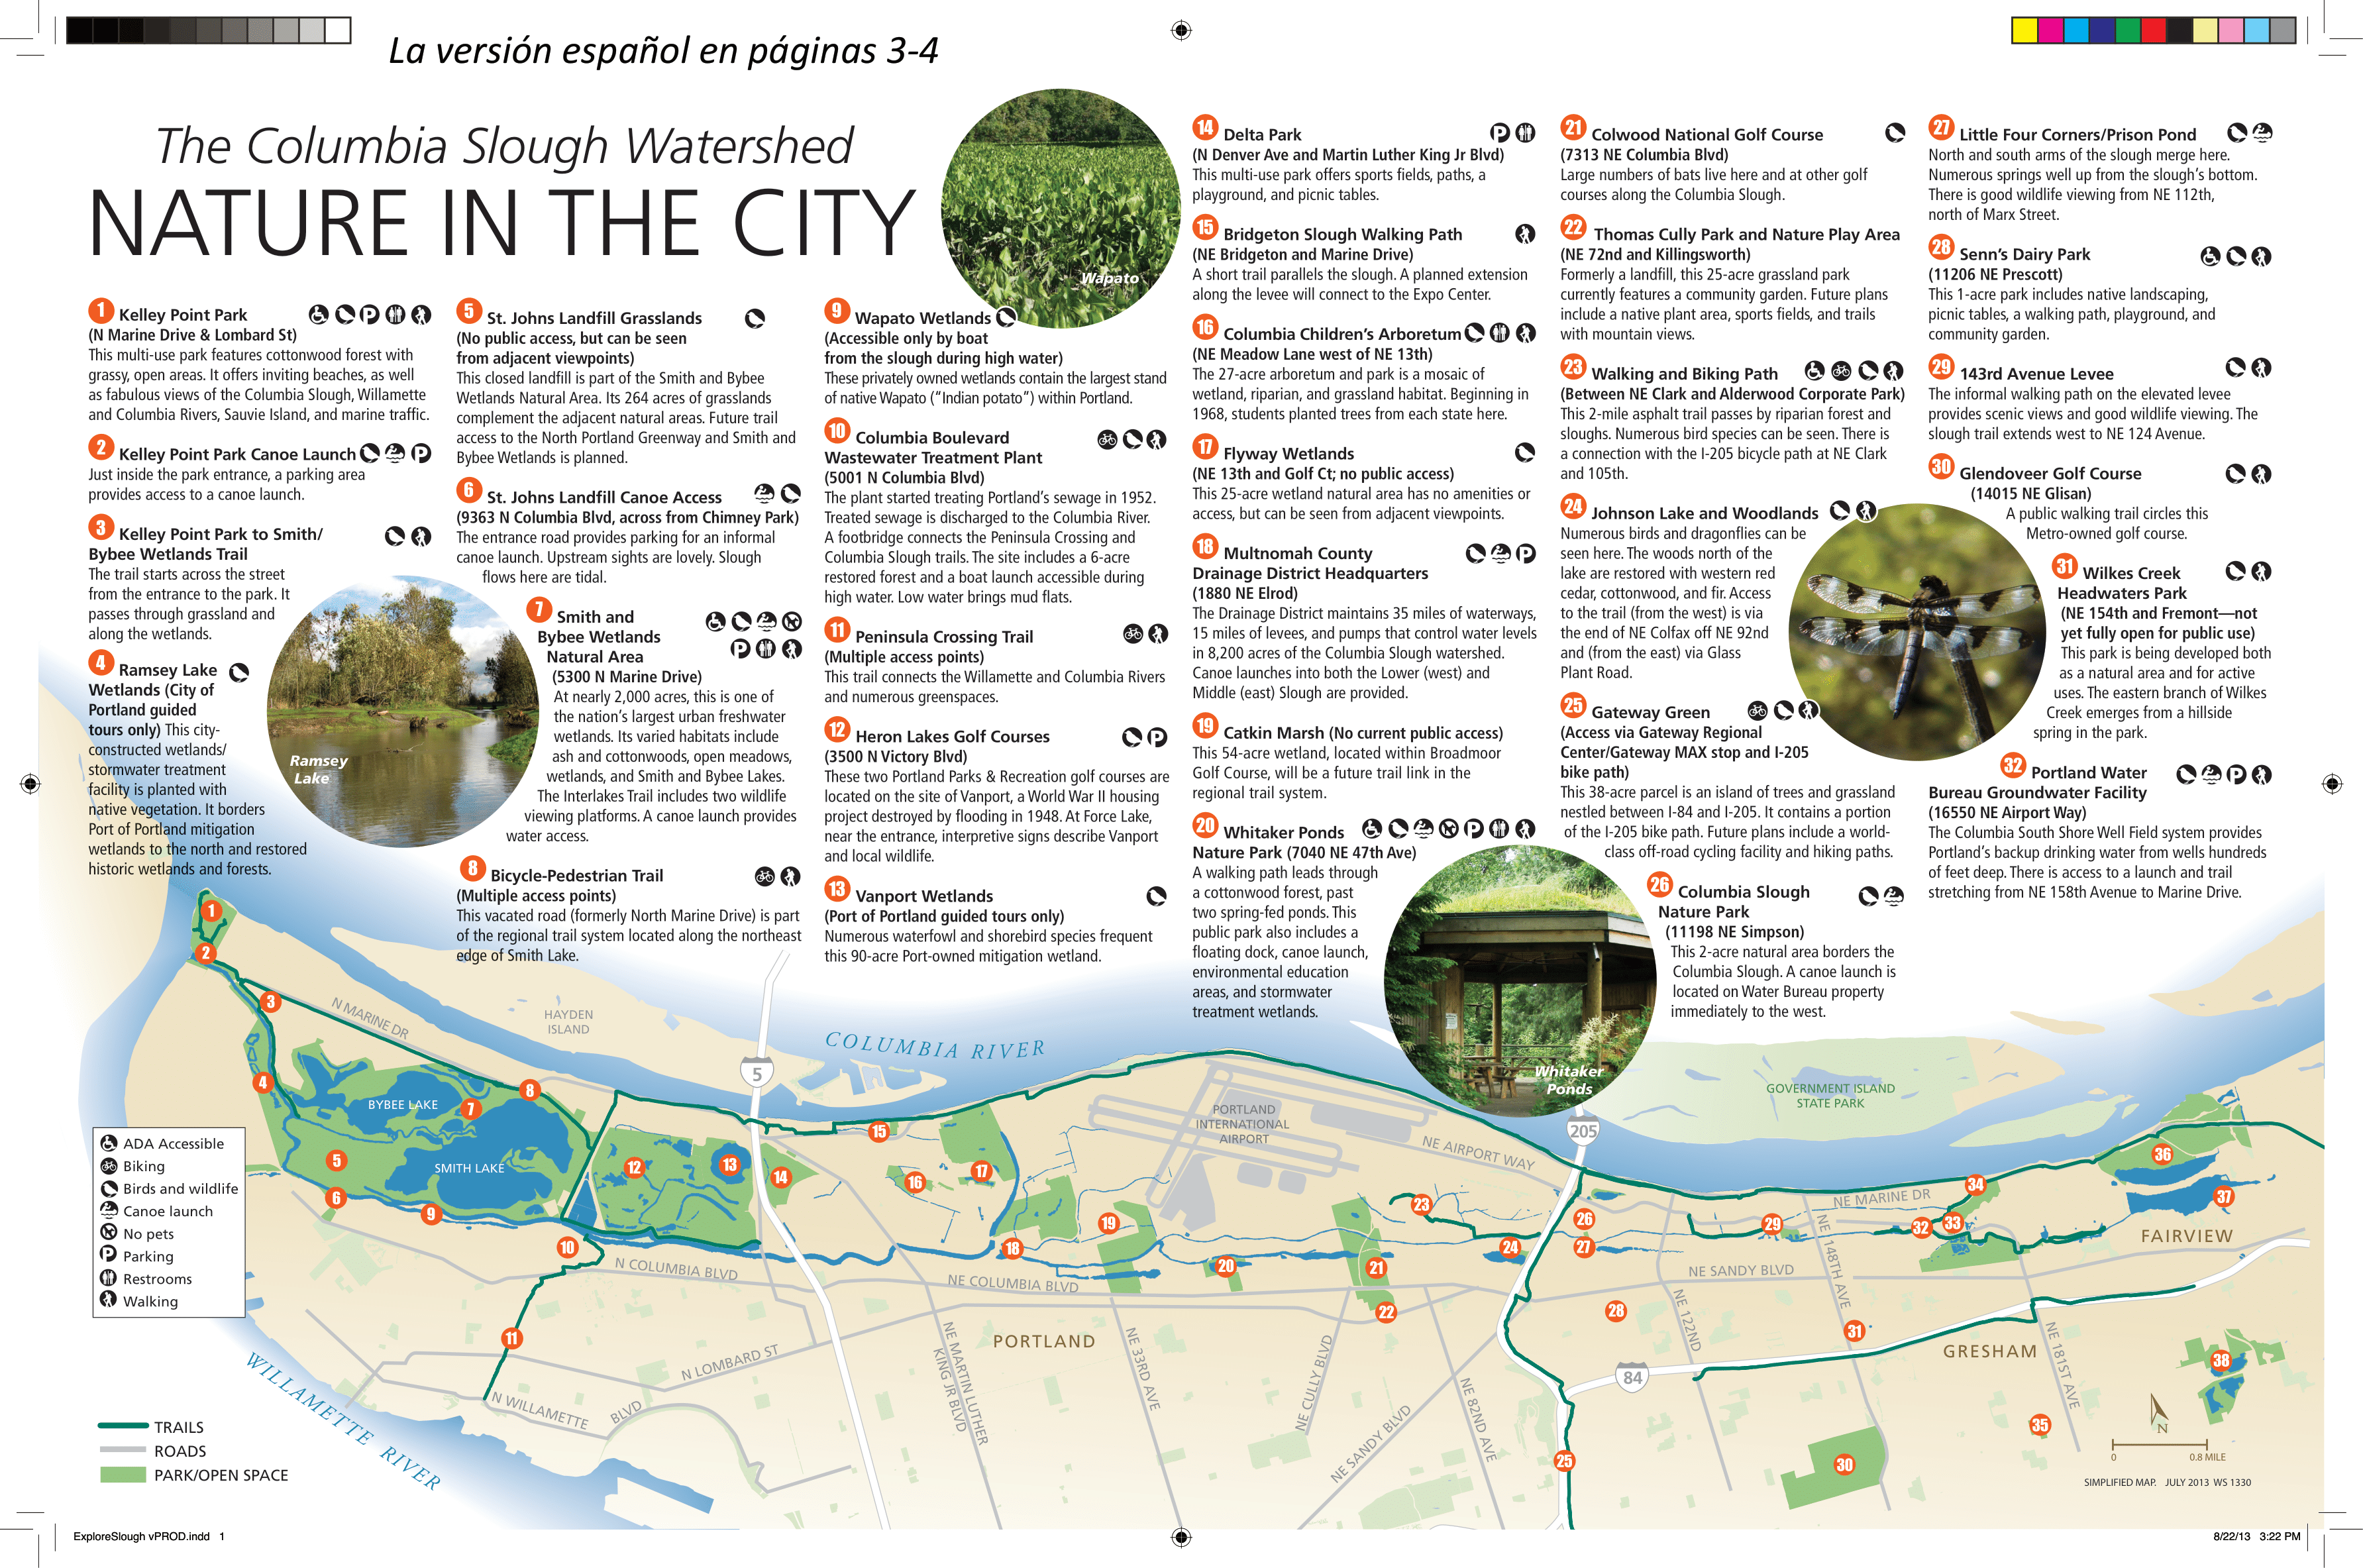 La versión español en páginas 3-4
The Columbia Slough Watershed
NATURE IN THE CITY
Wapato
1 Kelley Point Park
(N Marine Drive & Lombard St)
This multi-use park features cottonwood forest with
grassy, open areas. It offers inviting beaches, as well
as fabulous views of the Columbia Slough, Willamette
and Columbia Rivers, Sauvie Island, and marine traffic.
2 Kelley Point Park Canoe Launch
Just inside the park entrance, a parking area
provides access to a canoe launch.
3 Kelley Point Park to Smith/
Bybee Wetlands Trail
The trail starts across the street
from the entrance to the park. It
passes through grassland and
along the wetlands.
4 Ramsey Lake
Wetlands (City of
Portland guided
tours only) This city-
constructed wetlands/
stormwater treatment
facility is planted with
native vegetation. It borders
Port of Portland mitigation
wetlands to the north and restored
historic wetlands and forests.
Ramsey
Lake
5 St. Johns Landfill Grasslands
(No public access, but can be seen
from adjacent viewpoints)
This closed landfill is part of the Smith and Bybee
Wetlands Natural Area. Its 264 acres of grasslands
complement the adjacent natural areas. Future trail
access to the North Portland Greenway and Smith and
Bybee Wetlands is planned.
6 St. Johns Landfill Canoe Access
(9363 N Columbia Blvd, across from Chimney Park)
The entrance road provides parking for an informal
canoe launch. Upstream sights are lovely. Slough
flows here are tidal.
7 Smith and
Bybee Wetlands
Natural Area
(5300 N Marine Drive)
At nearly 2,000 acres, this is one of
the nation's largest urban freshwater
wetlands. Its varied habitats include
ash and cottonwoods, open meadows,
wetlands, and Smith and Bybee Lakes.
The Interlakes Trail includes two wildlife
viewing platforms. A canoe launch provides
water access.
8 Bicycle-Pedestrian Trail
(Multiple access points)
This vacated road (formerly North Marine Drive) is part
of the regional trail system located along the northeast
edge of Smith Lake.
9 Wapato Wetlands
(Accessible only by boat
from the slough during high water)
These privately owned wetlands contain the largest stand
of native Wapato (“Indian potato”) within Portland.
10 Columbia Boulevard
Wastewater Treatment Plant
(5001 N Columbia Blvd)
The plant started treating Portland's sewage in 1952.
Treated sewage is discharged to the Columbia River.
A footbridge connects the Peninsula Crossing and
Columbia Slough trails. The site includes a 6-acre
restored forest and a boat launch accessible during
high water. Low water brings mud flats.
11 Peninsula Crossing Trail
(Multiple access points)
This trail connects the Willamette and Columbia Rivers
and numerous greenspaces.
12 Heron Lakes Golf Courses
(3500 N Victory Blvd)
These two Portland Parks & Recreation golf courses are
located on the site of Vanport, a World War II housing
project destroyed by flooding in 1948. At Force Lake,
near the entrance, interpretive signs describe Vanport
and local wildlife.
13 Vanport Wetlands
(Port of Portland guided tours only)
Numerous waterfowl and shorebird species frequent
this 90-acre Port-owned mitigation wetland.
14 Delta Park
(N Denver Ave and Martin Luther King Jr Blvd)
This multi-use park offers sports fields, paths, a
playground, and picnic tables.
15 Bridgeton Slough Walking Path
(NE Bridgeton and Marine Drive)
A short trail parallels the slough. A planned extension
along the levee will connect to the Expo Center.
16 Columbia Children's Arboretum
(NE Meadow Lane west of NE 13th)
The 27-acre arboretum and park is a mosaic of
wetland, riparian, and grassland habitat. Beginning in
1968, students planted trees from each state here.
17 Flyway Wetlands
(NE 13th and Golf Ct; no public access)
This 25-acre wetland natural area has no amenities or
access, but can be seen from adjacent viewpoints.
18 Multnomah County
Drainage District Headquarters
(1880 NE Elrod)
The Drainage District maintains 35 miles of waterways,
15 miles of levees, and pumps that control water levels
in 8,200 acres of the Columbia Slough watershed.
Canoe launches into both the Lower (west) and
Middle (east) Slough are provided.
19 Catkin Marsh (No current public access)
This 54-acre wetland, located within Broadmoor
Golf Course, will be a future trail link in the
regional trail system.
20 Whitaker Ponds
Nature Park (7040 NE 47th Ave)
A walking path leads through
a cottonwood forest, past
two spring-fed ponds. This
public park also includes a
floating dock, canoe launch,
environmental education
areas, and stormwater
treatment wetlands.
Whitaker
Ponds
21 Colwood National Golf Course
(7313 NE Columbia Blvd)
Large numbers of bats live here and at other golf
courses along the Columbia Slough.
22 Thomas Cully Park and Nature Play Area
(NE 72nd and Killingsworth)
Formerly a landfill, this 25-acre grassland park
currently features a community garden. Future plans
include a native plant area, sports fields, and trails
with mountain views.
23 Walking and Biking Path
(Between NE Clark and Alderwood Corporate Park)
This 2-mile asphalt trail passes by riparian forest and
sloughs. Numerous bird species can be seen. There is
a connection with the I-205 bicycle path at NE Clark
and 105th.
24 Johnson Lake and Woodlands
Numerous birds and dragonflies can be
seen here. The woods north of the
lake are restored with western red
cedar, cottonwood, and fir. Access
to the trail (from the west) is via
the end of NE Colfax off NE 92nd
and (from the east) via Glass
Plant Road.
25 Gateway Green
(Access via Gateway Regional
Center/Gateway MAX stop and I-205
bike path)
This 38-acre parcel is an island of trees and grassland
nestled between I-84 and I-205. It contains a portion
of the I-205 bike path. Future plans include a world-
class off-road cycling facility and hiking paths.
26 Columbia Slough
Nature Park
(11198 NE Simpson)
This 2-acre natural area borders the
Columbia Slough. A canoe launch is
located on Water Bureau property
immediately to the west.
27 Little Four Corners/Prison Pond
North and south arms of the slough merge here.
Numerous springs well up from the slough's bottom.
There is good wildlife viewing from NE 112th,
north of Marx Street.
28 Senn's Dairy Park
(11206 NE Prescott)
This 1-acre park includes native landscaping,
picnic tables, a walking path, playground, and
community garden.
29 143rd Avenue Levee
The informal walking path on the elevated levee
provides scenic views and good wildlife viewing. The
slough trail extends west to NE 124 Avenue.
30 Glendoveer Golf Course
(14015 NE Glisan)
A public walking trail circles this
Metro-owned golf course.
31 Wilkes Creek
Headwaters Park
(NE 154th and Fremont—not
yet fully open for public use)
This park is being developed both
as a natural area and for active
uses. The eastern branch of Wilkes
Creek emerges from a hillside
spring in the park.
32 Portland Water
Bureau Groundwater Facility
(16550 NE Airport Way)
The Columbia South Shore Well Field system provides
Portland's backup drinking water from wells hundreds
of feet deep. There is access to a launch and trail
stretching from NE 158th Avenue to Marine Drive.
1
2
3
N MARINE DR
HAYDEN
ISLAND
COLUMBIA RIVER
5
4
BYBEE LAKE
7
8
5
SMITH LAKE
6
9
10
11
12
13
14
15
16
17
18
19
20
21
22
23
24
25
26
27
28
29
30
31
32
33
34
35
36
37
38
PORTLAND
INTERNATIONAL
AIRPORT
NE AIRPORT WAY
205
GOVERNMENT ISLAND
STATE PARK
NE MARINE DR
FAIRVIEW
N COLUMBIA BLVD
NE COLUMBIA BLVD
NE SANDY BLVD
NE 148TH AVE
NE 122ND
PORTLAND
GRESHAM
84
NE 181ST AVE
N LOMBARD ST
N WILLAMETTE BLVD
NE MARTIN LUTHER
KING JR BLVD
NE 33RD AVE
NE CULLY BLVD
NE SANDY BLVD
NE 82ND AVE
WILLAMETTE RIVER
ADA Accessible
Biking
Birds and wildlife
Canoe launch
No pets
P Parking
Restrooms
Walking
TRAILS
ROADS
PARK/OPEN SPACE
N
0 0.8 MILE
SIMPLIFIED MAP. JULY 2013 WS 1330
ExploreSlough vPROD.indd 1
8/22/13 3:22 PM